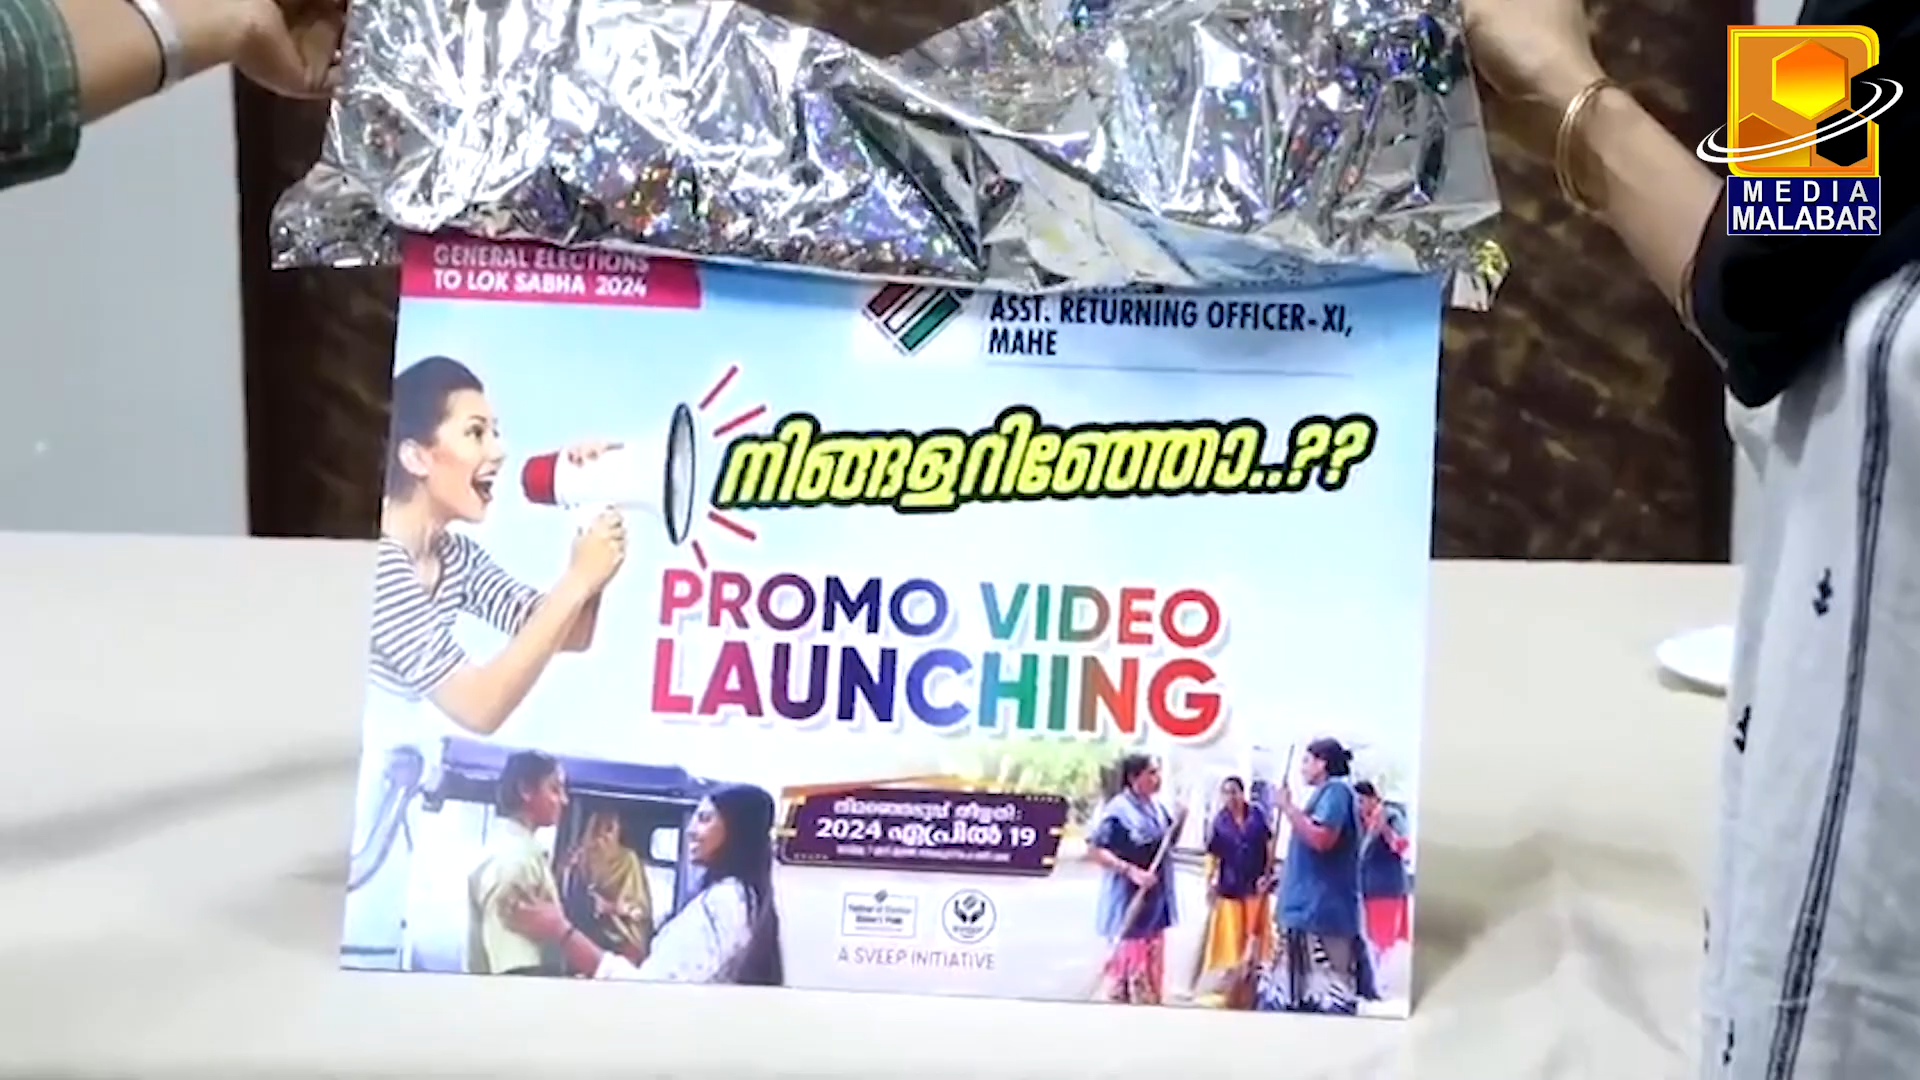 GENERAL ELECTIONS
TO LOK SABHA 2024
ASST. RETURNING OFFICER-XI,
MAHE
നിങ്ങളറിഞ്ഞോ..??
PROMO VIDEO
LAUNCHING
2024 ഏപ്രിൽ 19
A SVEEP INITIATIVE
MEDIA
MALABAR